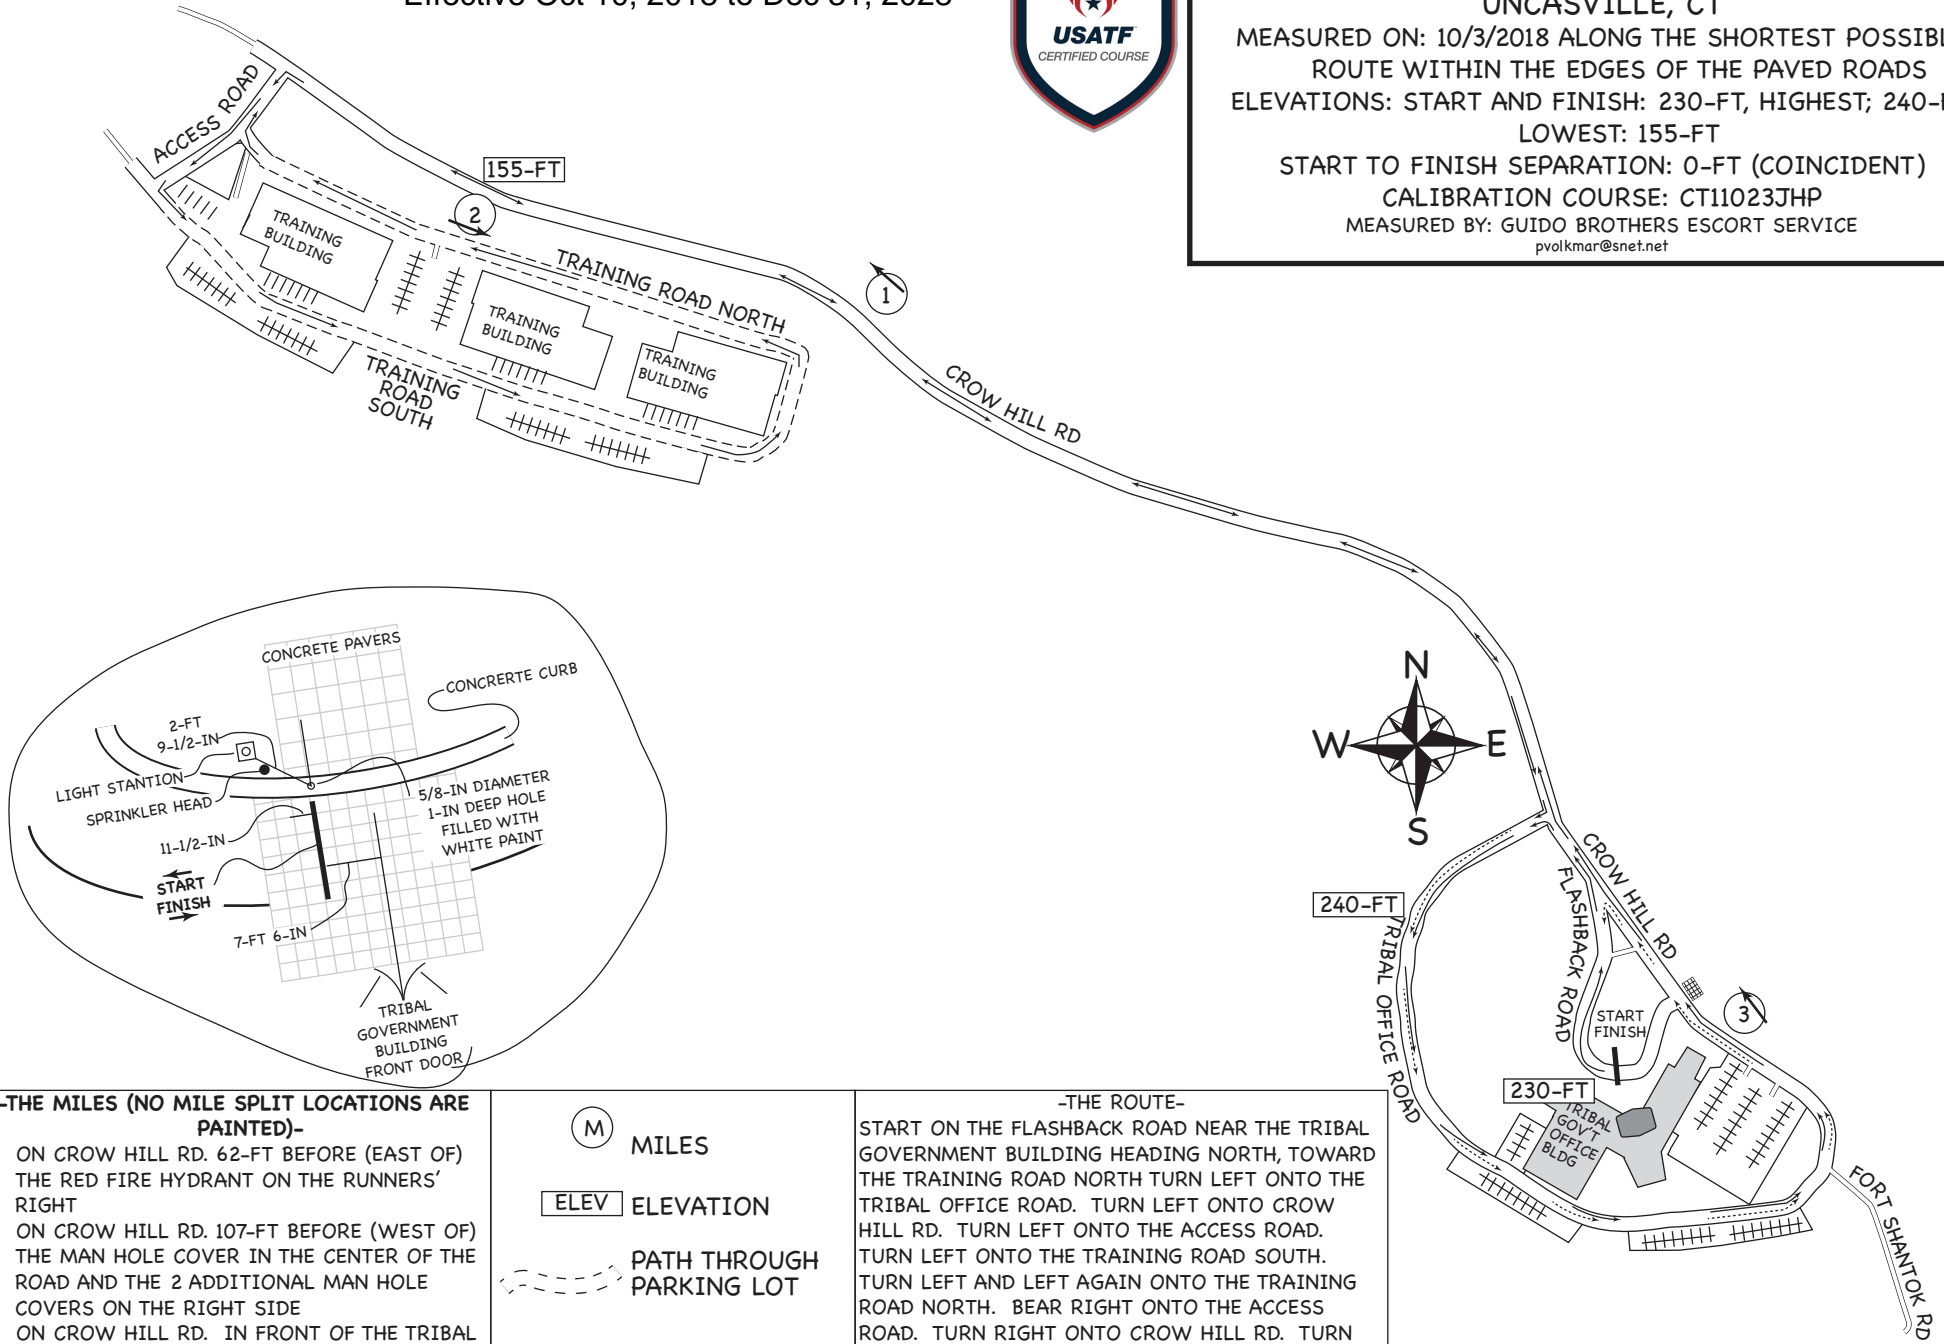 UNCASVILLE, CT
USATF
CERTIFIED COURSE
MEASURED ON: 10/3/2018 ALONG THE SHORTEST
ROUTE WITHIN THE EDGES OF THE PAVED ROADS
ELEVATIONS: START AND FINISH: 230-FT, HIGHEST; 240-
LOWEST: 155-FT
START TO FINISH SEPARATION: 0-FT (COINCIDENT)
CALIBRATION COURSE: CT11023JHP
MEASURED BY: GUIDO BROTHERS ESCORT SERVICE
pvolkmar@snet.net
ACCESS ROAD
155-FT
2
TRAINING
BUILDING
TRAINING ROAD NORTH
1
TRAINING
BUILDING
TRAINING
BUILDING
TRAINING
ROAD
SOUTH
CROW HILL RD
CONCRETE PAVERS
CONCRERTE CURB
2-FT
9-1/2-IN
LIGHT STANTION
SPRINKLER HEAD
5/8-IN DIAMETER
1-IN DEEP HOLE
FILLED WITH
WHITE PAINT
11-1/2-IN
START
FINISH
7-FT 6-IN
TRIBAL
GOVERNMENT
BUILDING
FRONT DOOR
N
W
E
S
CROW HILL RD
FLASHBACK ROAD
240-FT
TRIBAL OFFICE ROAD
START
FINISH
3
230-FT
TRIBAL
GOV'T
OFFICE
BLDG
FORT SHANTOK RD
-THE MILES (NO MILE SPLIT LOCATIONS ARE
PAINTED)-
ON CROW HILL RD. 62-FT BEFORE (EAST OF)
THE RED FIRE HYDRANT ON THE RUNNERS'
RIGHT
ON CROW HILL RD. 107-FT BEFORE (WEST OF)
THE MAN HOLE COVER IN THE CENTER OF THE
ROAD AND THE 2 ADDITIONAL MAN HOLE
COVERS ON THE RIGHT SIDE
ON CROW HILL RD. IN FRONT OF THE TRIBAL
M MILES
ELEV ELEVATION
PATH THROUGH
PARKING LOT
-THE ROUTE-
START ON THE FLASHBACK ROAD NEAR THE TRIBAL
GOVERNMENT BUILDING HEADING NORTH, TOWARD
THE TRAINING ROAD NORTH TURN LEFT ONTO THE
TRIBAL OFFICE ROAD. TURN LEFT ONTO CROW
HILL RD. TURN LEFT ONTO THE ACCESS ROAD.
TURN LEFT ONTO THE TRAINING ROAD SOUTH.
TURN LEFT AND LEFT AGAIN ONTO THE TRAINING
ROAD NORTH. BEAR RIGHT ONTO THE ACCESS
ROAD. TURN RIGHT ONTO CROW HILL RD. TURN